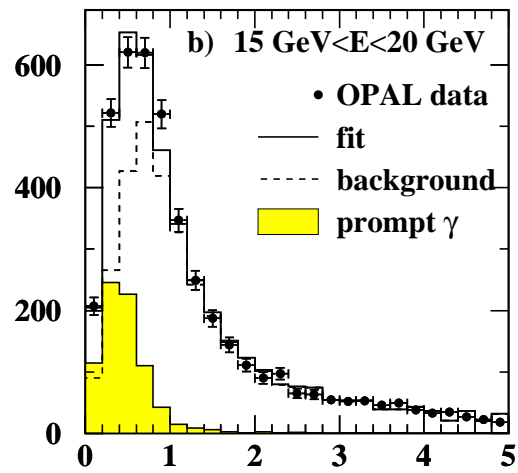 b) 15 GeV<E<20 GeV
OPAL data
fit
background
prompt γ
600
400
200
0
0 1 2 3 4 5